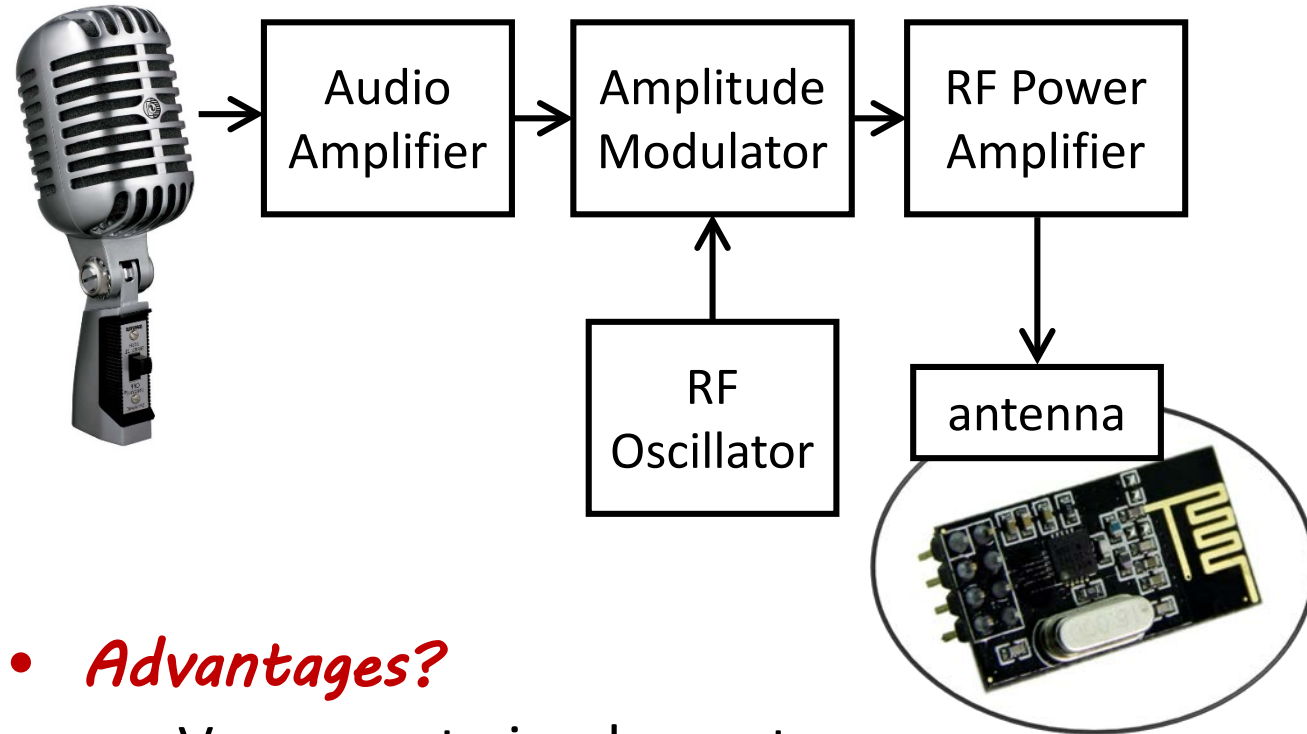 Audio
Amplifier
Amplitude
Modulator
RF Power
Amplifier
RF
Oscillator
antenna
• Advantages?